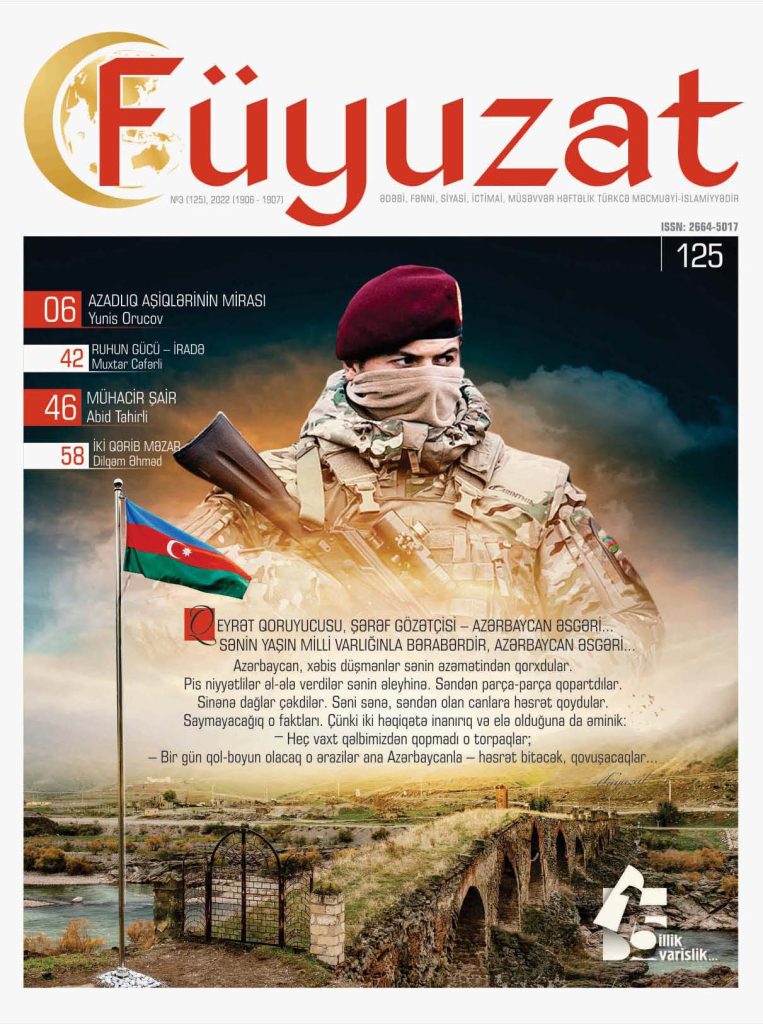 Füyuzat
№3 (125), 2022 (1906 - 1907)
ƏDƏBİ, FƏNNİ, SİYASİ, İCTİMAİ, MÜSƏVVƏR HƏFTƏLİK TÜRKCƏ MƏCMUƏYİ-İSLAMİYYƏDİR
ISSN: 2664-5017
125
06 AZADLIQ AŞİQLƏRİNİN MİRASI
Yunis Orucov
42 RUHUN GÜCÜ – İRADƏ
Muxtar Cəfərli
46 MÜHACİR ŞAİR
Abid Tahirli
58 İKİ QƏRİB MƏZAR
Dilqəm Əhməd
QEYRƏT QORUYUCUSU, ŞƏRƏF GÖZƏTÇİSİ – AZƏRBAYCAN ƏSGƏRİ...
SƏNİN YAŞIN MİLLİ VARLIĞINLA BƏRABƏRDİR, AZƏRBAYCAN ƏSGƏRİ...
Azərbaycan, xəbis düşmənlər sənin əzəmətindən qorxdular.
Pis niyyətlilər əl-ələ verdilər sənin əleyhinə. Səndən parça-parça qopartdılar.
Sinənə dağlar çəkdilər. Səni sənə, səndən olan canlara həsrət qoydular.
Saymayacağıq o faktları. Çünki iki həqiqətə inanırıq və elə olduğuna da əminik:
– Heç vaxt qəlbimizdən qopmadı o torpaqlar;
– Bir gün qol-boyun olacaq o ərazilər ana Azərbaycanla – həsrət bitəcək, qovuşacaqlar...
Füyuzat
illik
varislik...